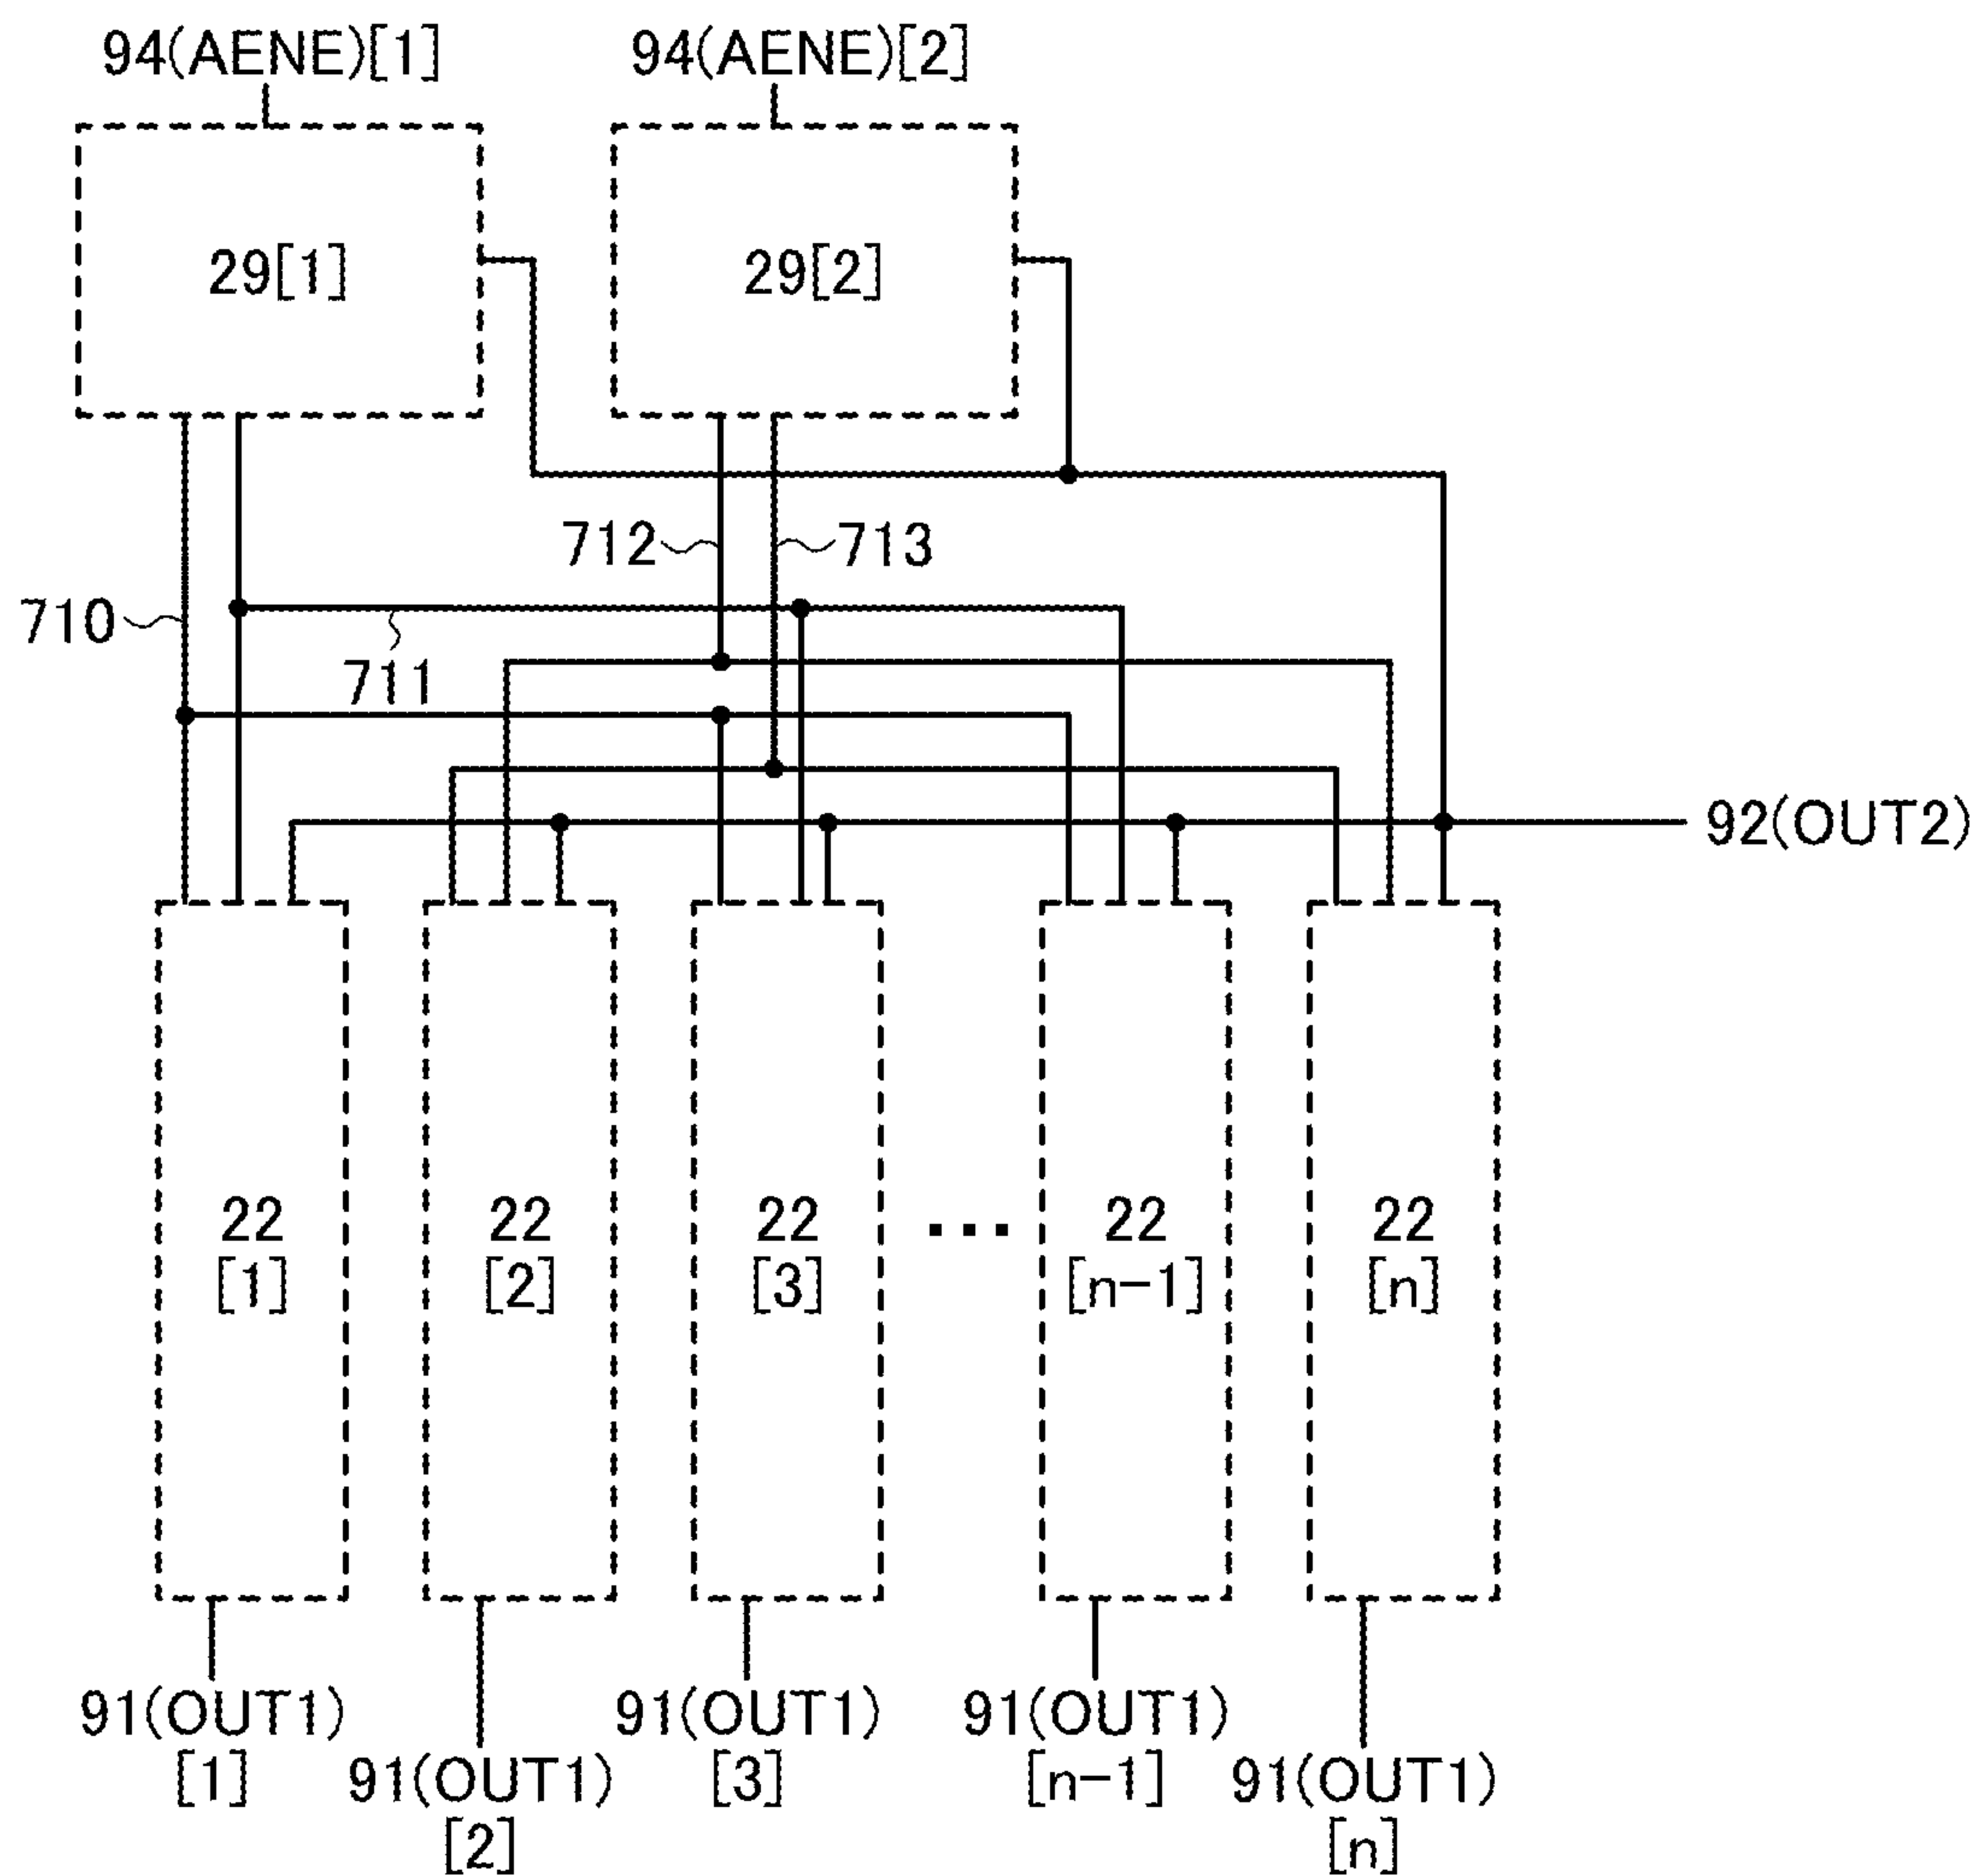 94(AENE)[1]
94(AENE)[2]
29[1]
29[2]
712
713
710
711
92(OUT2)
22
[1]
22
[2]
22
[3]
...
22
[n-1]
22
[n]
91(OUT1)
[1]
91(OUT1)
[2]
91(OUT1)
[3]
91(OUT1)
[n-1]
91(OUT1)
[n]